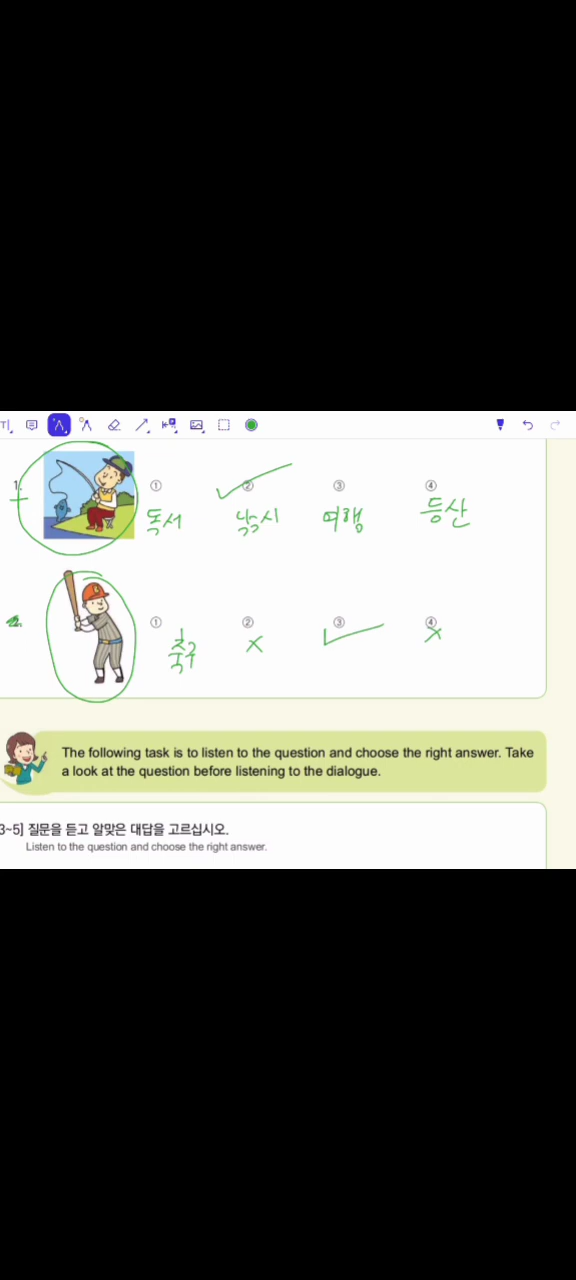 1. ① ② ③ ④
독서 낚시 여행 등산
2. ① ② ③ ④
축구 X X
The following task is to listen to the question and choose the right answer. Take
a look at the question before listening to the dialogue.
3~5] 질문을 듣고 알맞은 대답을 고르십시오.
Listen to the question and choose the right answer.